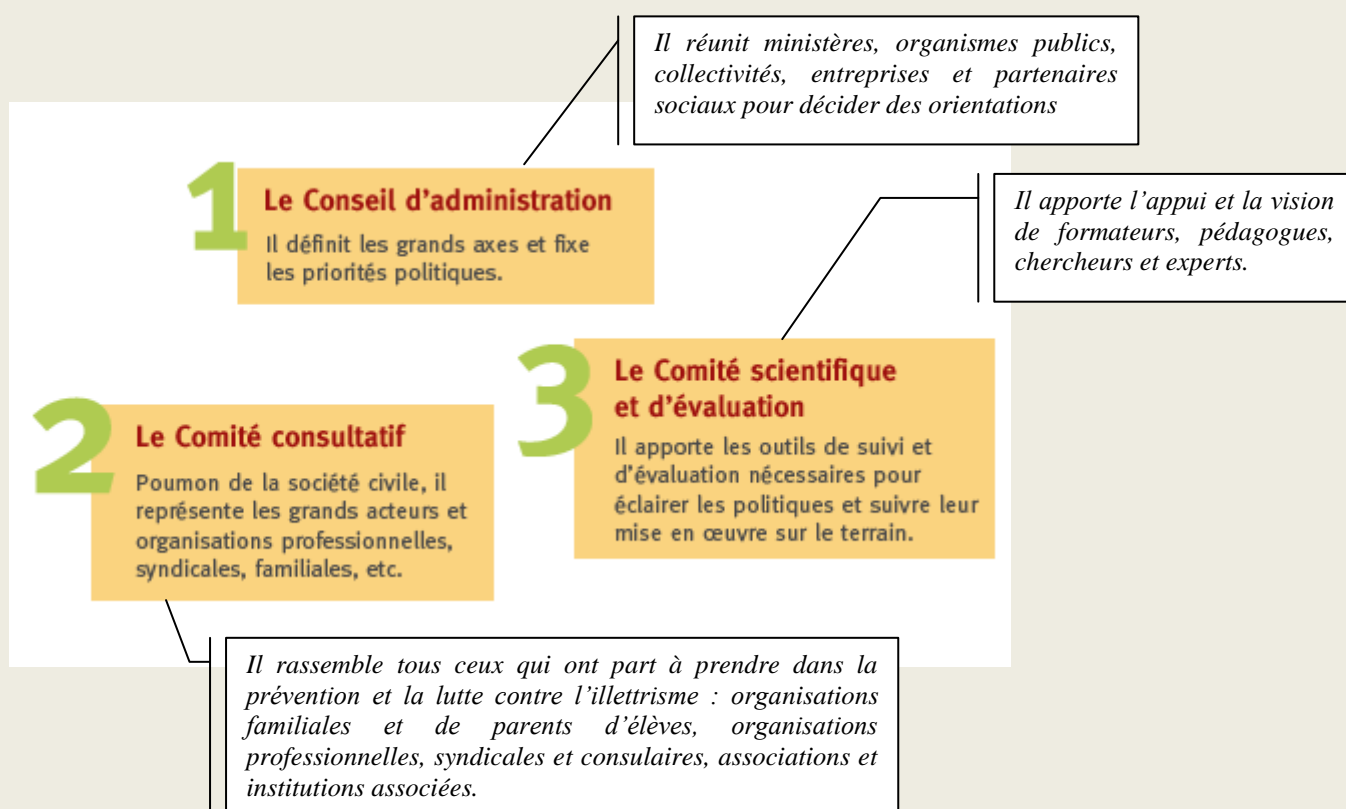 Il réunit ministères, organismes publics,
collectivités, entreprises et partenaires
sociaux pour décider des orientations
1
Le Conseil d'administration
Il définit les grands axes et fixe
les priorités politiques.
Il apporte l'appui et la vision
de formateurs, pédagogues,
chercheurs et experts.
2
Le Comité consultatif
Poumon de la société civile, il
représente les grands acteurs et
organisations professionnelles,
syndicales, familiales, etc.
3
Le Comité scientifique
et d'évaluation
Il apporte les outils de suivi et
d'évaluation nécessaires pour
éclairer les politiques et suivre leur
mise en œuvre sur le terrain.
Il rassemble tous ceux qui ont part à prendre dans la
prévention et la lutte contre l'illettrisme : organisations
familiales et de parents d'élèves, organisations
professionnelles, syndicales et consulaires, associations et
institutions associées.